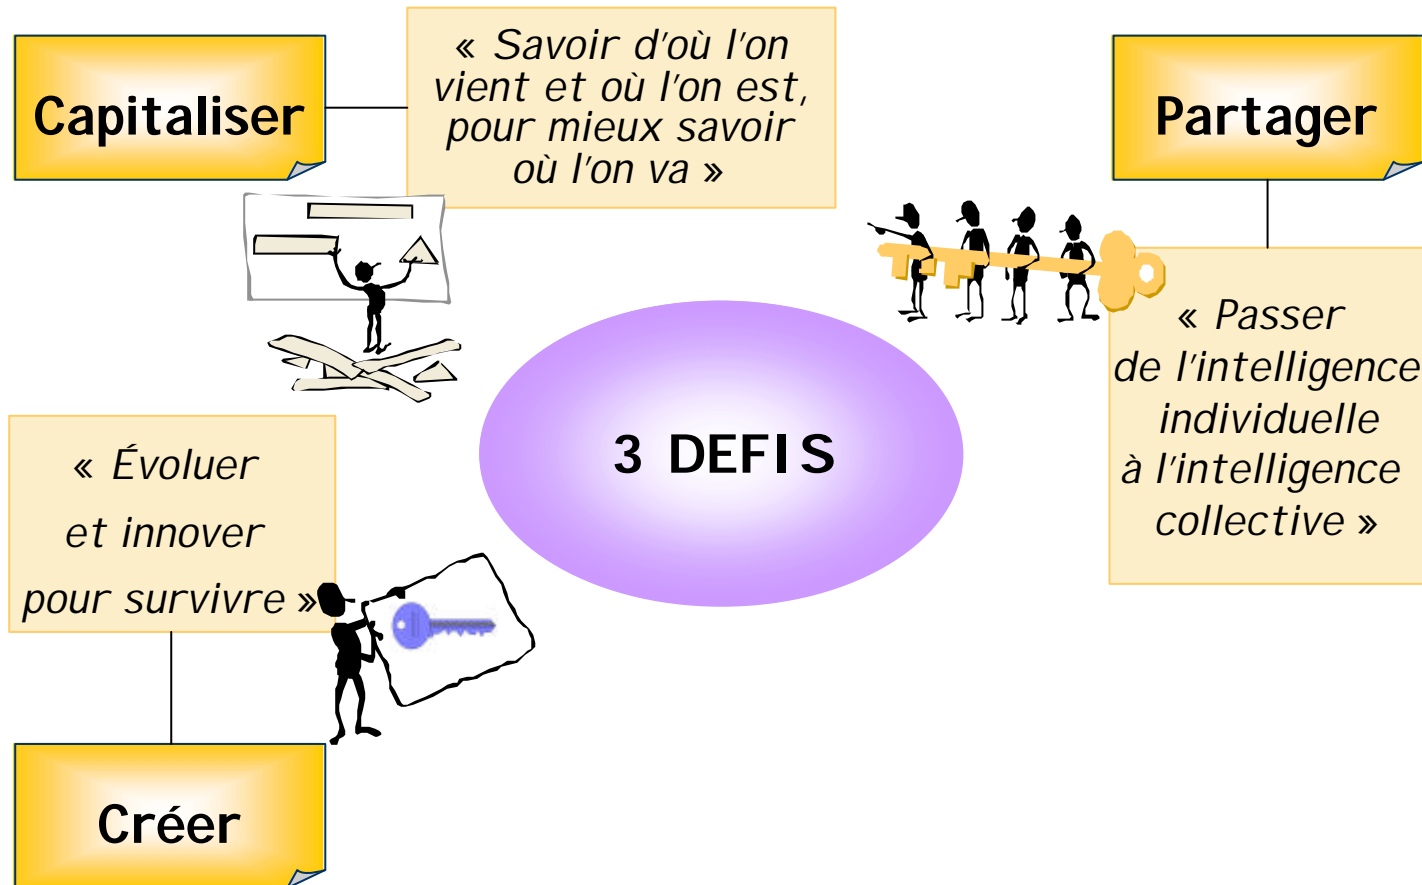 Capitaliser
« Savoir d'où l'on
vient et où l'on est,
pour mieux savoir
où l'on va »
Partager
« Passer
de l'intelligence
individuelle
à l'intelligence
collective »
3 DEFIS
« Évoluer
et innover
pour survivre »
Créer